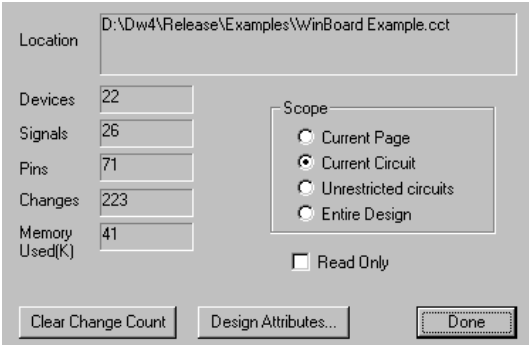 Location
D:\Dw4\Release\Examples\WinBoard Example.cct
Devices 22
Signals 26
Pins 71
Changes 223
Memory
Used(K) 41
Scope
Current Page
Current Circuit
Unrestricted circuits
Entire Design
Read Only
Clear Change Count Design Attributes... Done